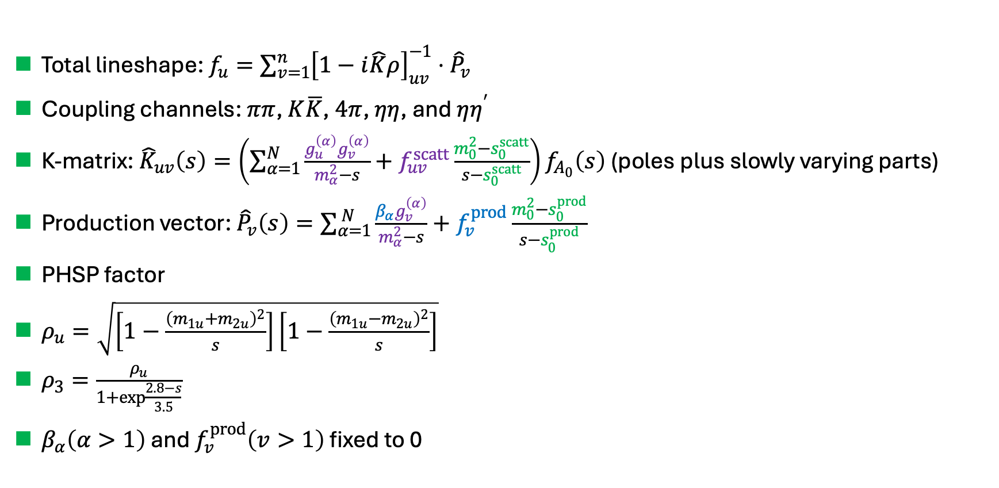 Total lineshape: $f_u = \sum_{v=1}^{n} [1 - i\hat{K}\rho]_{uv}^{-1} \cdot \hat{P}_v$
Coupling channels: $\pi\pi, K\overline{K}, 4\pi, \eta\eta,$ and $\eta\eta'$
K-matrix: $\hat{K}_{uv}(s) = \left( \sum_{\alpha=1}^{N} \frac{g_u^{(\alpha)} g_v^{(\alpha)}}{m_\alpha^2 - s} + f_{uv}^{\text{scatt}} \frac{m_0^2 - s_0^{\text{scatt}}}{s - s_0^{\text{scatt}}} \right) f_{A_0}(s)$ (poles plus slowly varying parts)
Production vector: $\hat{P}_v(s) = \sum_{\alpha=1}^{N} \frac{\beta_\alpha g_v^{(\alpha)}}{m_\alpha^2 - s} + f_v^{\text{prod}} \frac{m_0^2 - s_0^{\text{prod}}}{s - s_0^{\text{prod}}}$
PHSP factor
$\rho_u = \sqrt{\left[1 - \frac{(m_{1u} + m_{2u})^2}{s}\right] \left[1 - \frac{(m_{1u} - m_{2u})^2}{s}\right]}$
$\rho_3 = \frac{\rho_u}{1 + \exp\frac{2.8 - s}{3.5}}$
$\beta_\alpha (\alpha > 1)$ and $f_v^{\text{prod}} (v > 1)$ fixed to 0